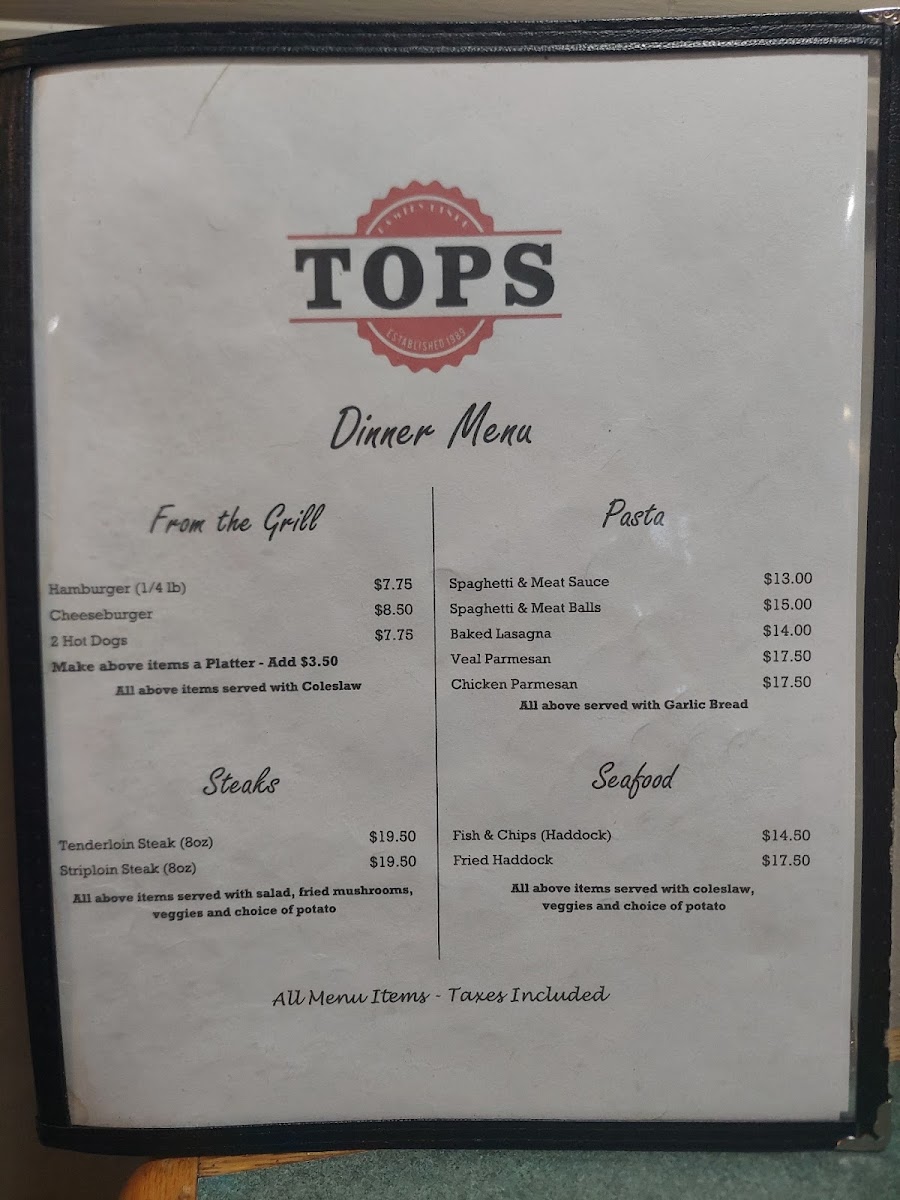 TOPS
ESTABLISHED 1989
Dinner Menu
From the Grill
Hamburger (1/4 lb) $7.75
Cheeseburger $8.50
2 Hot Dogs $7.75
Make above items a Platter - Add $3.50
All above items served with Coleslaw
Steaks
Tenderloin Steak (8oz) $19.50
Striploin Steak (8oz) $19.50
All above items served with salad, fried mushrooms,
veggies and choice of potato
Pasta
Spaghetti & Meat Sauce $13.00
Spaghetti & Meat Balls $15.00
Baked Lasagna $14.00
Veal Parmesan $17.50
Chicken Parmesan $17.50
All above served with Garlic Bread
Seafood
Fish & Chips (Haddock) $14.50
Fried Haddock $17.50
All above items served with coleslaw,
veggies and choice of potato
All Menu Items - Taxes Included